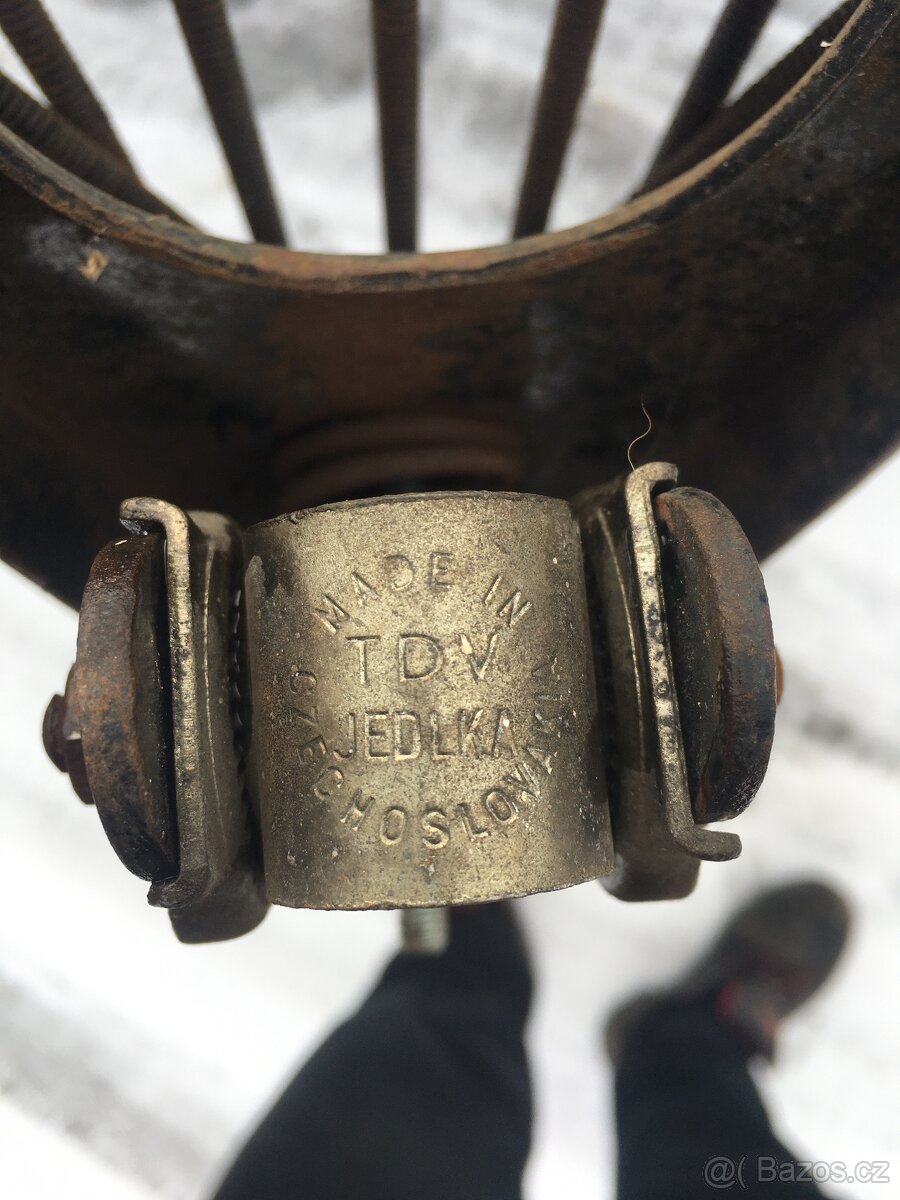 MADE IN
TDV
JEDLKA
CZECHOSLOVAKIA
@( Bazos.cz